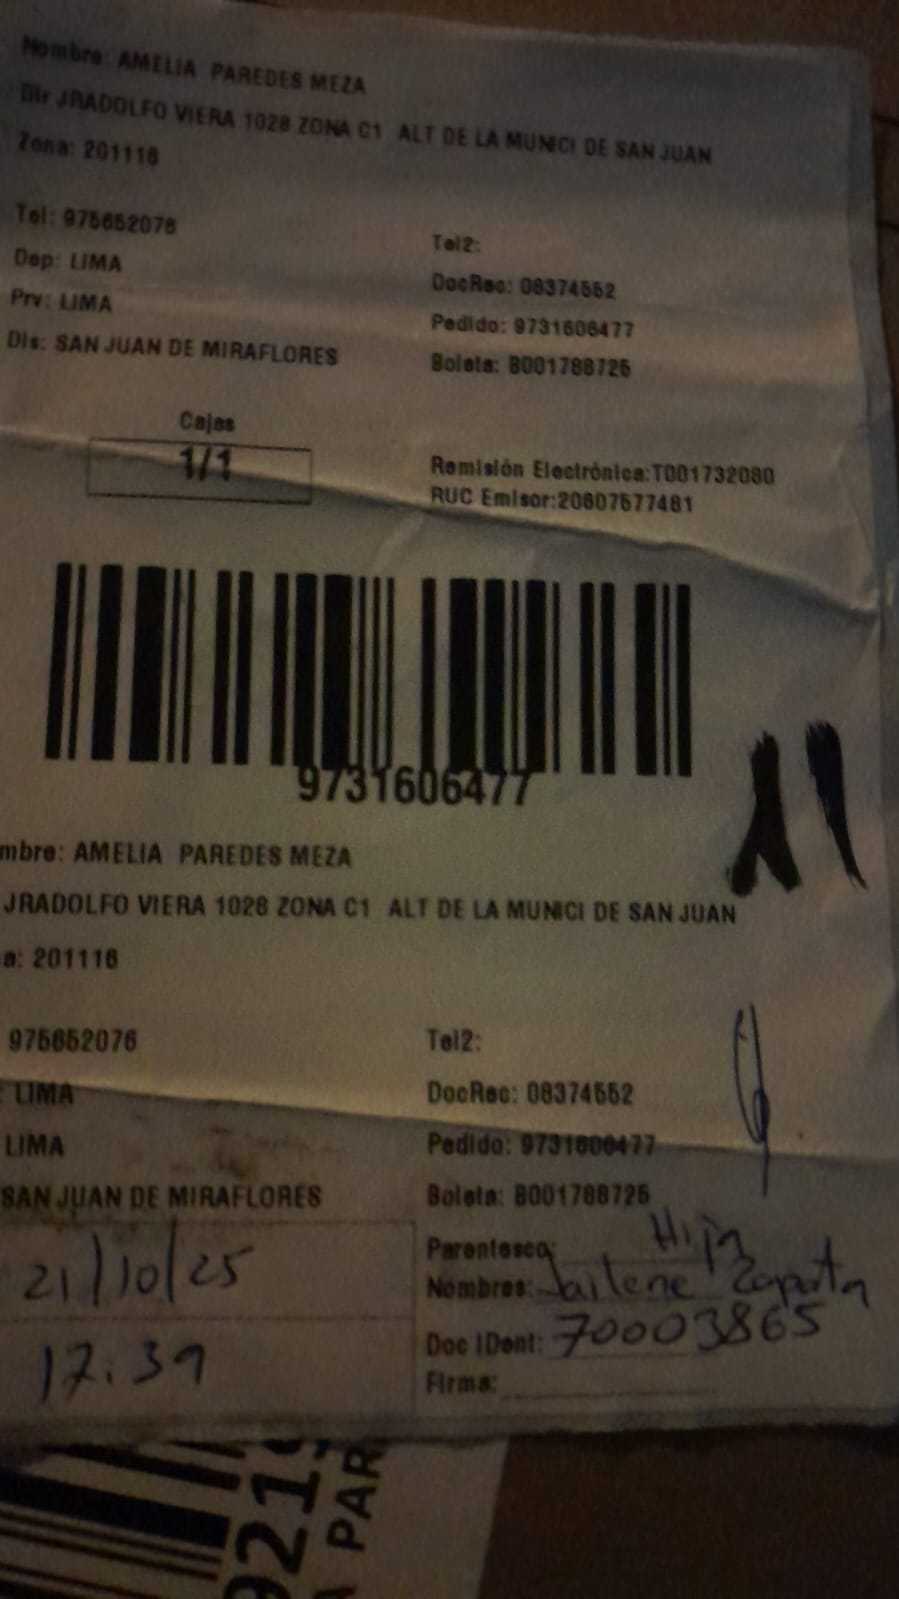 Nombre: AMELIA PAREDES MEZA
Dir JRADOLFO VIERA 1028 ZONA C1 ALT DE LA MUNICI DE SAN JUAN
Zona: 201116
Tel: 975652076
Tel2:
Dep: LIMA
DocRec: 08374552
Prv: LIMA
Pedido: 9731606477
Dis: SAN JUAN DE MIRAFLORES
Boleta: B001788725
Cajas
1/1
Remisión Electrónica:T001732080
RUC Emisor:20607577481
9731606477
11
mbre: AMELIA PAREDES MEZA
JRADOLFO VIERA 1028 ZONA C1 ALT DE LA MUNICI DE SAN JUAN
a: 201116
975652076
Tel2:
: LIMA
DocRec: 08374552
LIMA
Pedido: 9731606477
SAN JUAN DE MIRAFLORES
Boleta: B001788725
21/10/25
Parentesco: Hija
Nombres: Jailene Zapata
17:39
Doc IDent: 70003865
Firma:
9219
PAR